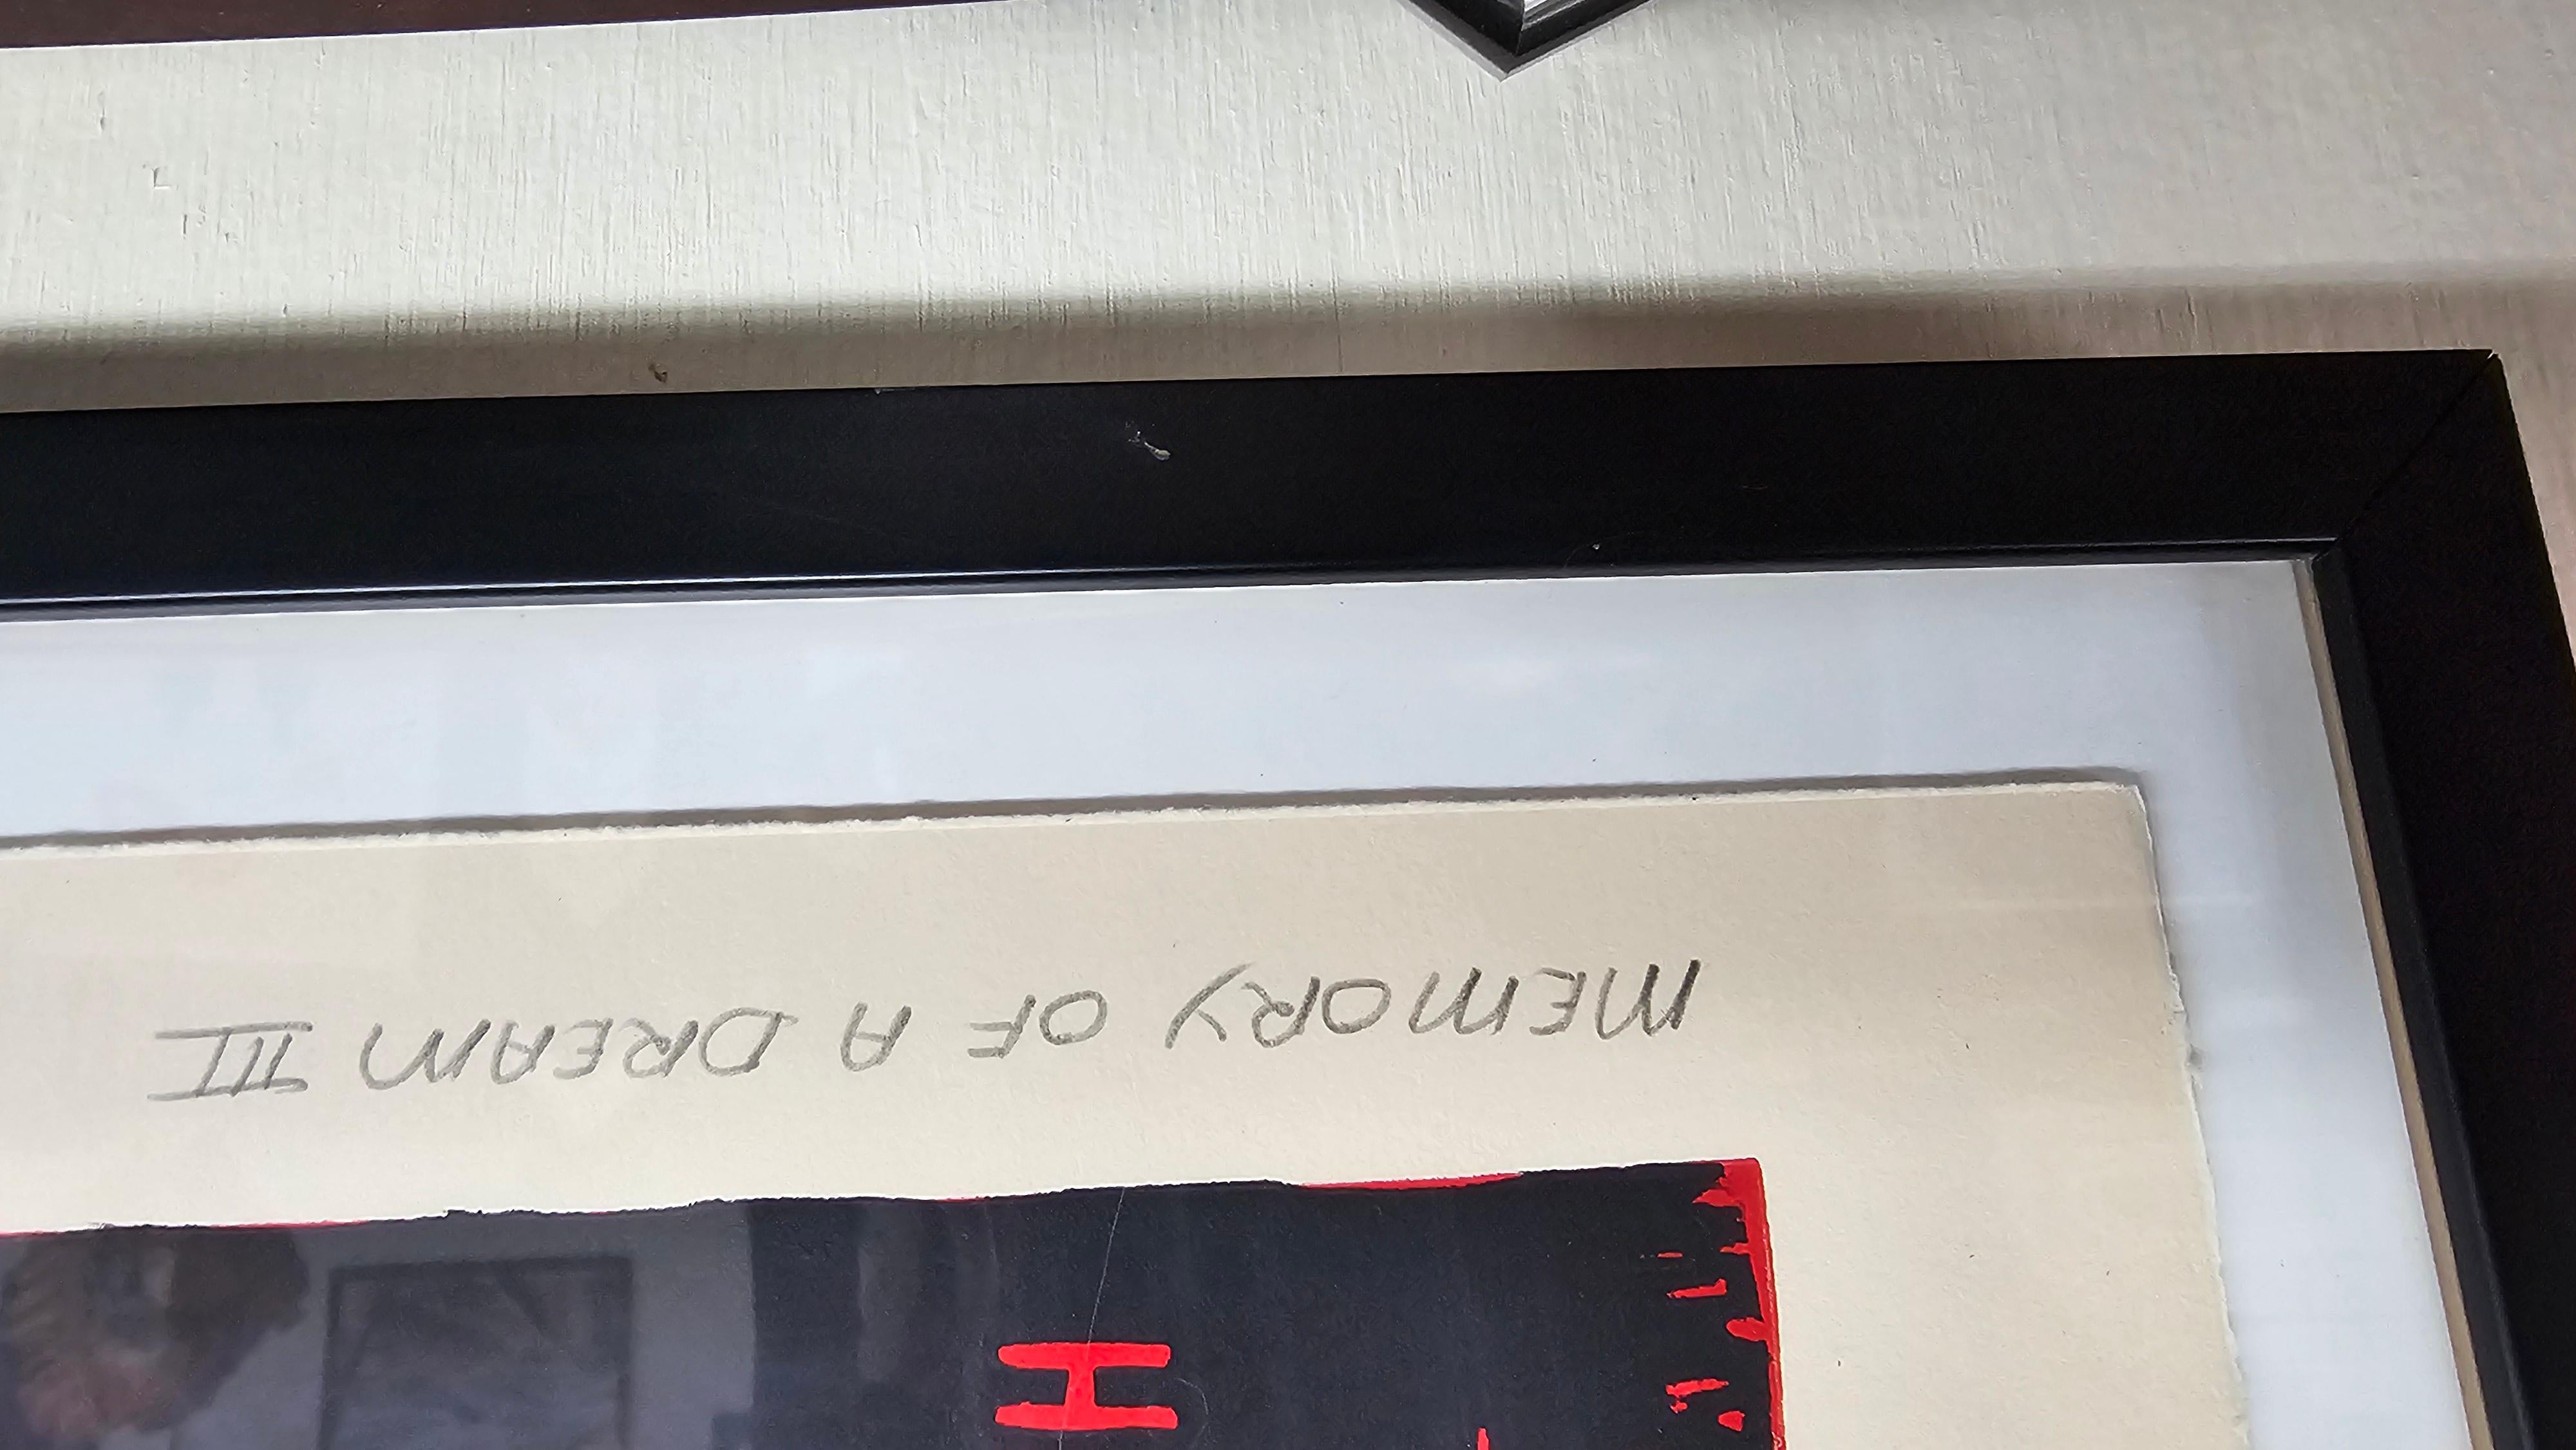 MEMORY OF A DREAM III